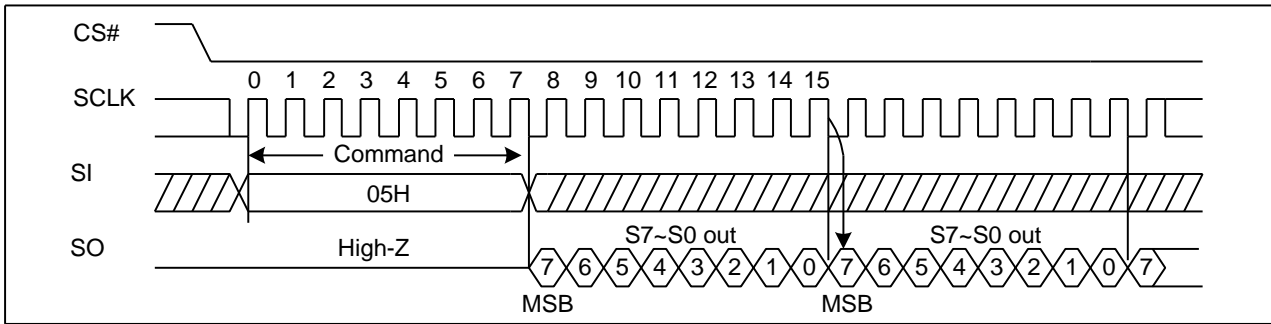 CS#
0 1 2 3 4 5 6 7 8 9 10 11 12 13 14 15
SCLK
Command
SI
05H
S7~S0 out S7~S0 out
SO
High-Z
7 6 5 4 3 2 1 0 7 6 5 4 3 2 1 0 7
MSB MSB